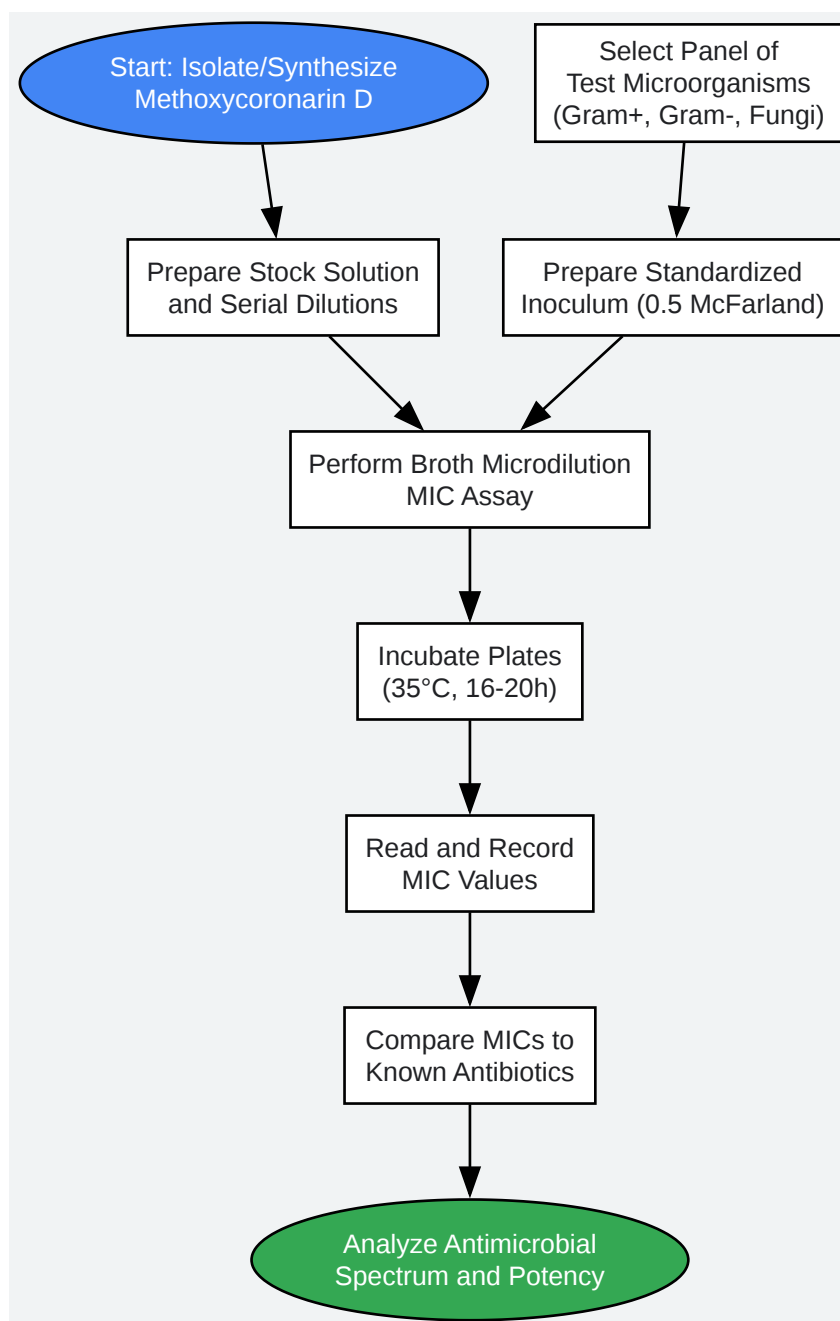 Start: Isolate/Synthesize
Methoxycoronarin D
Select Panel of
Test Microorganisms
(Gram+, Gram-, Fungi)
Prepare Stock Solution
and Serial Dilutions
Prepare Standardized
Inoculum (0.5 McFarland)
Perform Broth Microdilution
MIC Assay
Incubate Plates
(35°C, 16-20h)
Read and Record
MIC Values
Compare MICs to
Known Antibiotics
Analyze Antimicrobial
Spectrum and Potency